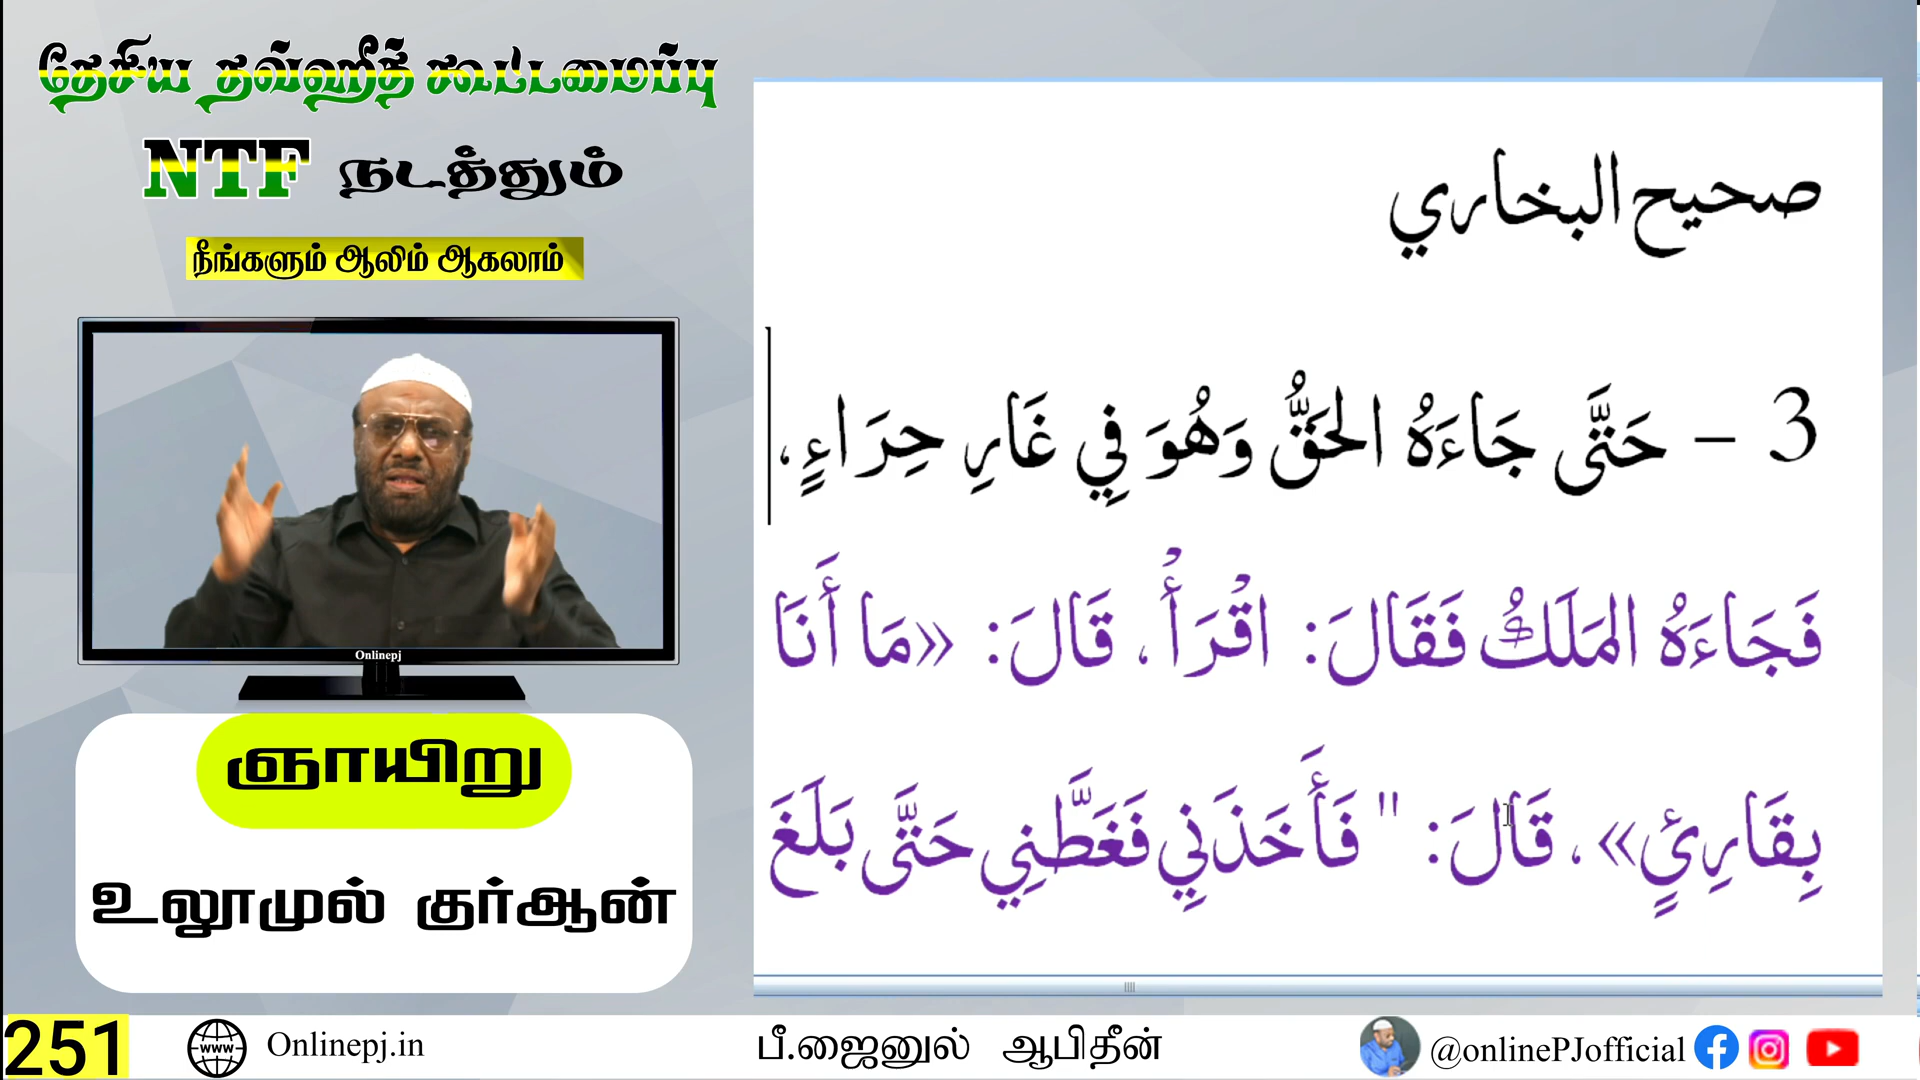 தேசிய தவ்ஹீத் கூட்டமைப்பு
NTF நடத்தும்
நீங்களும் ஆலிம் ஆகலாம்
Onlinepj
ஞாயிறு
உலூமுல் குர்ஆன்
صحيح البخاري
3 – حَتَّى جَاءَهُ الحَقُّ وَهُوَ فِي غَارِ حِرَاءٍ،
فَجَاءَهُ المَلَكُ فَقَالَ: اقْرَأْ، قَالَ: «مَا أَنَا
بِقَارِئٍ»، قَالَ: " فَأَخَذَنِي فَغَطَّنِي حَتَّى بَلَغَ
251
www
Onlinepj.in
பீ.ஜைனுல் ஆபிதீன்
@onlinePJofficial